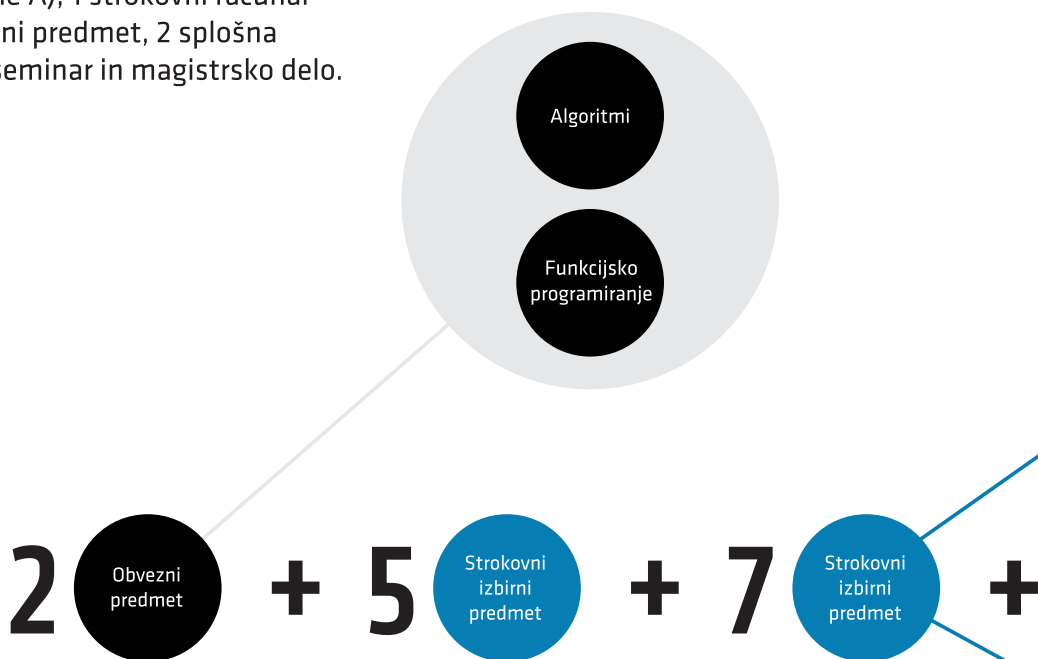 ni predmet, 2 splošna
seminar in magistrsko delo.
Algoritmi
Funkcijsko
programiranje
2
Obvezni
predmet
+
5
Strokovni
izbirni
predmet
+
7
Strokovni
izbirni
predmet
+